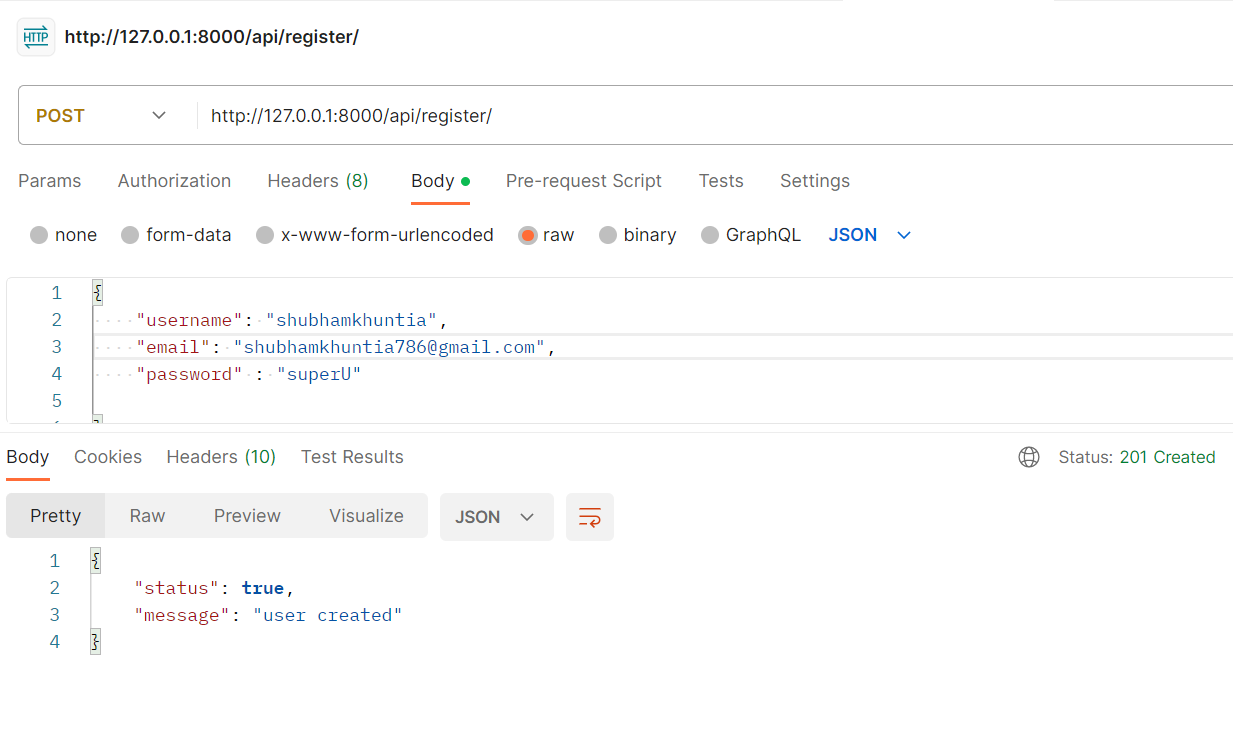 HTTP http://127.0.0.1:8000/api/register/
POST http://127.0.0.1:8000/api/register/
Params Authorization Headers (8) Body Pre-request Script Tests Settings
none form-data x-www-form-urlencoded raw binary GraphQL JSON
1 {
2 "username": "shubhamkhuntia",
3 "email": "shubhamkhuntia786@gmail.com",
4 "password" : "superU"
5
Body Cookies Headers (10) Test Results Status: 201 Created
Pretty Raw Preview Visualize JSON
1 {
2 "status": true,
3 "message": "user created"
4 }